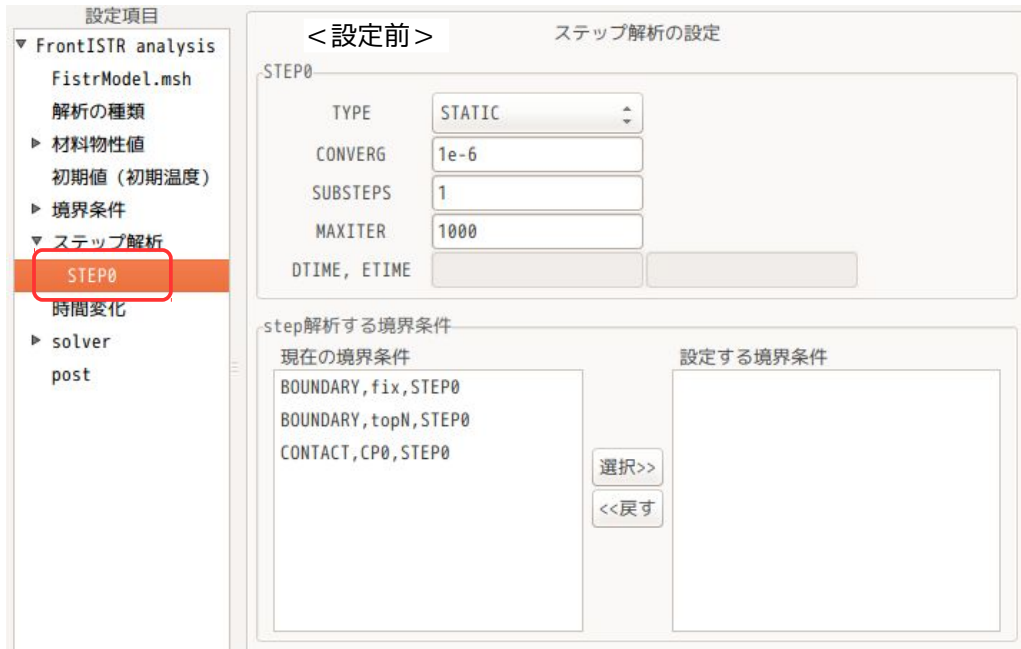 設定項目
FrontISTR analysis
FistrModel.msh
解析の種類
材料物性値
初期値（初期温度）
境界条件
ステップ解析
STEP0
時間変化
solver
post
＜設定前＞
ステップ解析の設定
STEP0
TYPE STATIC
CONVERG 1e-6
SUBSTEPS 1
MAXITER 1000
DTIME, ETIME
step解析する境界条件
現在の境界条件
BOUNDARY,fix,STEP0
BOUNDARY,topN,STEP0
CONTACT,CP0,STEP0
選択>>
<<戻す
設定する境界条件